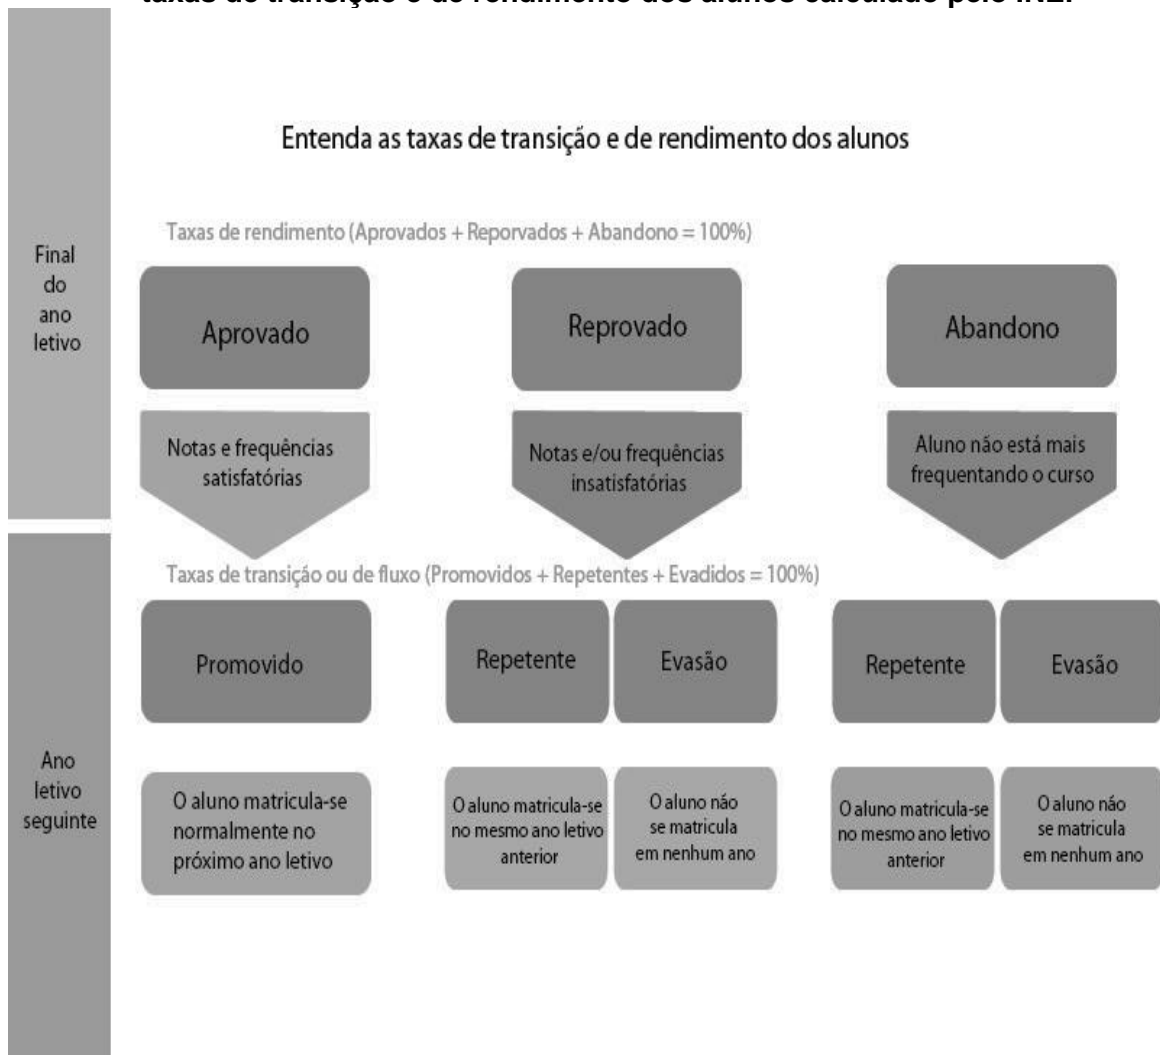 taxas de transição e de rendimento dos alunos calculado pelo INEP
Entenda as taxas de transição e de rendimento dos alunos
Final
do
ano
letivo
Taxas de rendimento (Aprovados + Reporvados + Abandono = 100%)
Aprovado
Reprovado
Abandono
Notas e frequências
satisfatórias
Notas e/ou frequências
insatisfatórias
Aluno não está mais
frequentando o curso
Ano
letivo
seguinte
Taxas de transição ou de fluxo (Promovidos + Repetentes + Evadidos = 100%)
Promovido
Repetente
Evasão
Repetente
Evasão
O aluno matricula-se
normalmente no
próximo ano letivo
O aluno matricula-se
no mesmo ano letivo
anterior
O aluno não
se matricula
em nenhum ano
O aluno matricula-se
no mesmo ano letivo
anterior
O aluno não
se matricula
em nenhum ano